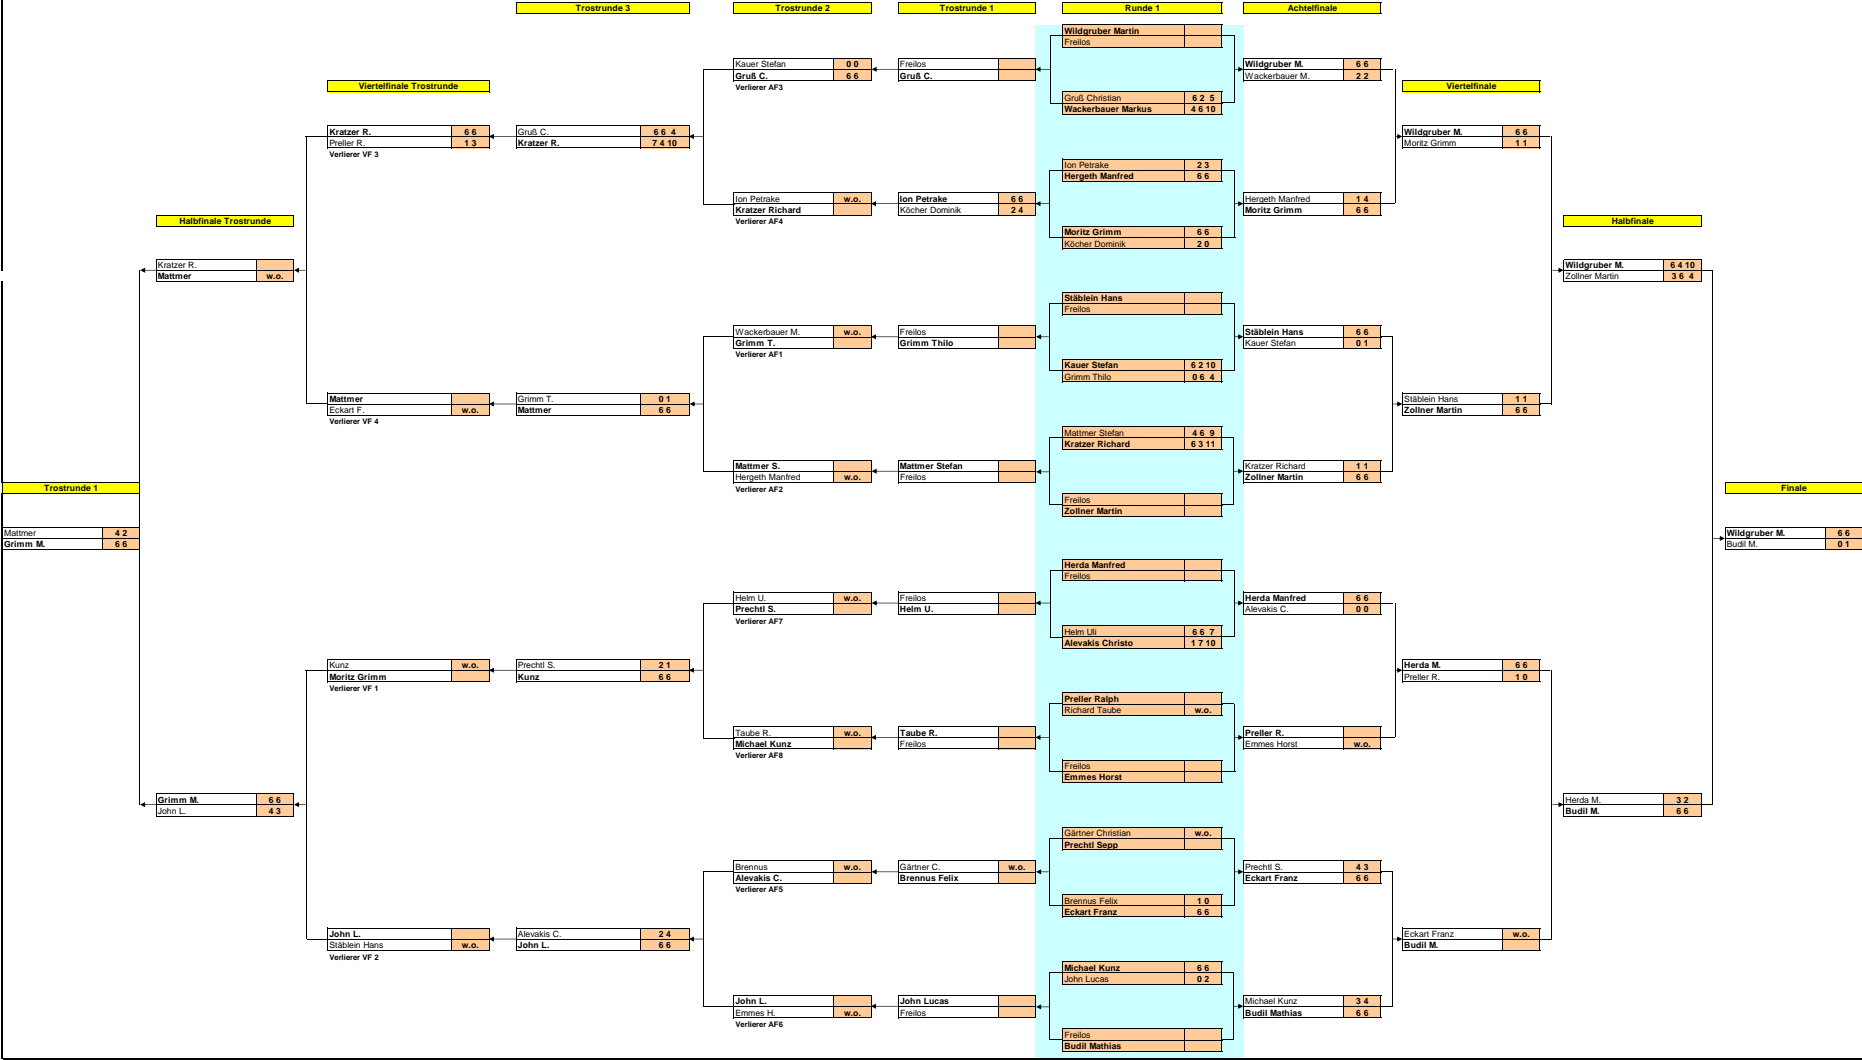 Trostrunde 3
Trostrunde 2
Trostrunde 1
Runde 1
Achtelfinale
Viertelfinale Trostrunde
Viertelfinale
Halbfinale Trostrunde
Halbfinale
Trostrunde 1
Finale
Mattmer 4 2
Grimm M. 6 6
Kratzer R.
Mattmer w.o.
Grimm M. 6 6
John L. 4 3
Kratzer R. 6 6
Preller R. 1 3
Verlierer VF 3
Mattmer
Eckart F. w.o.
Verlierer VF 4
Kunz w.o.
Moritz Grimm
Verlierer VF 1
John L.
Stäblein Hans w.o.
Verlierer VF 2
Gruß C. 6 6 4
Kratzer R. 7 4 10
Grimm T. 0 1
Mattmer 6 6
Prechtl S. 2 1
Kunz 6 6
Alevakis C. 2 4
John L. 6 6
Kauer Stefan 0 0
Gruß C. 6 6
Verlierer AF3
Ion Petrake w.o.
Kratzer Richard
Verlierer AF4
Wackerbauer M. w.o.
Grimm T.
Verlierer AF1
Mattmer S.
Hergeth Manfred w.o.
Verlierer AF2
Helm U. w.o.
Prechtl S.
Verlierer AF7
Taube R. w.o.
Michael Kunz
Verlierer AF8
Brennus w.o.
Alevakis C.
Verlierer AF5
John L.
Emmes H. w.o.
Verlierer AF6
Freilos
Gruß C.
Ion Petrake 6 6
Köcher Dominik 2 4
Freilos
Grimm Thilo
Mattmer Stefan
Freilos
Freilos
Helm U.
Taube R.
Freilos
Gärtner C. w.o.
Brennus Felix
John Lucas
Freilos
Wildgruber Martin
Freilos
Gruß Christian 6 2 5
Wackerbauer Markus 4 6 10
Ion Petrake 2 3
Hergeth Manfred 6 6
Moritz Grimm 6 6
Köcher Dominik 2 0
Stäblein Hans
Freilos
Kauer Stefan 6 2 10
Grimm Thilo 0 6 4
Mattmer Stefan 4 6 9
Kratzer Richard 6 3 11
Freilos
Zollner Martin
Herda Manfred
Freilos
Helm Uli 6 6 7
Alevakis Christo 1 7 10
Preller Ralph
Richard Taube w.o.
Freilos
Emmes Horst
Gärtner Christian w.o.
Prechtl Sepp
Brennus Felix 1 0
Eckart Franz 6 6
Michael Kunz 6 6
John Lucas 0 2
Freilos
Budil Mathias
Wildgruber M. 6 6
Wackerbauer M. 2 2
Hergeth Manfred 1 4
Moritz Grimm 6 6
Stäblein Hans 6 6
Kauer Stefan 0 1
Kratzer Richard 1 1
Zollner Martin 6 6
Herda Manfred 6 6
Alevakis C. 0 0
Preller R.
Emmes Horst w.o.
Prechtl S. 4 3
Eckart Franz 6 6
Michael Kunz 3 4
Budil Mathias 6 6
Wildgruber M. 6 6
Moritz Grimm 1 1
Stäblein Hans 1 1
Zollner Martin 6 6
Herda M. 6 6
Preller R. 1 0
Eckart Franz w.o.
Budil M.
Wildgruber M. 6 4 10
Zollner Martin 3 6 4
Herda M. 3 2
Budil M. 6 6
Wildgruber M. 6 6
Budil M. 0 1